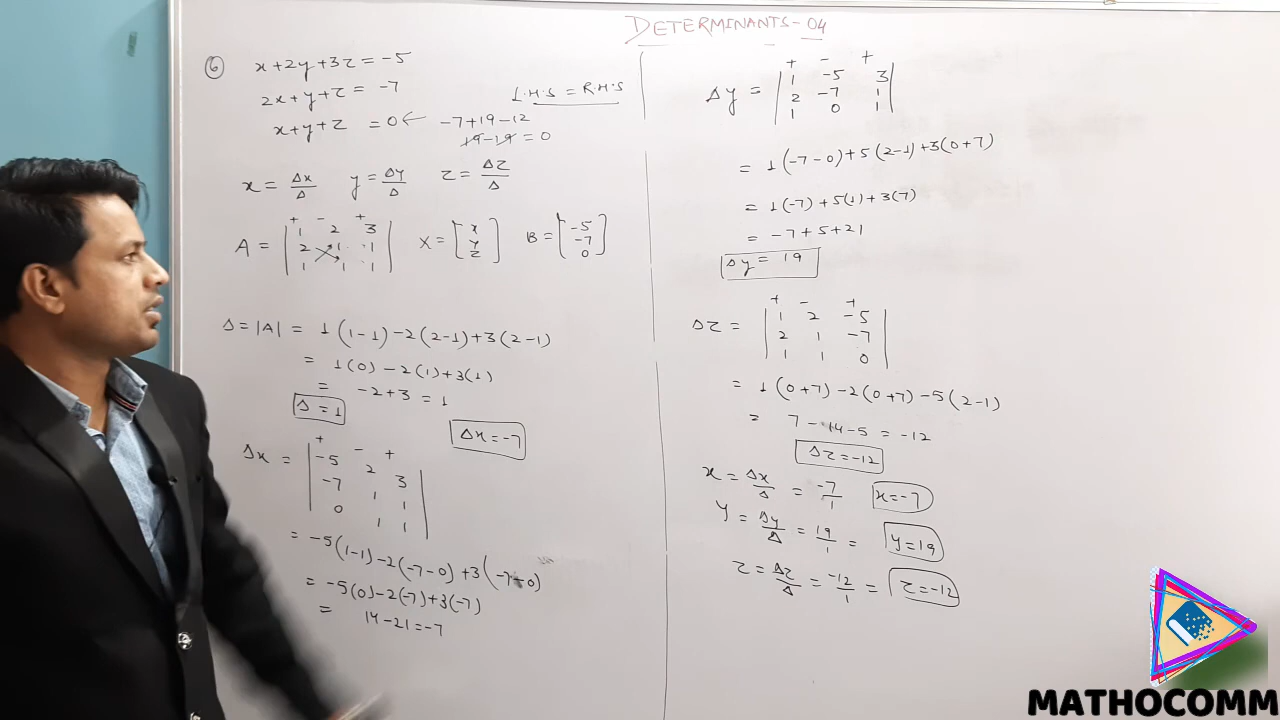 DETERMINANTS-04
⑥ x+2y+3z = -5
2x+y+z = -7
x+y+z = 0 ← -7+19-12
19-19 = 0
L.H.S = R.H.S
x = Δx/Δ y = Δy/Δ z = Δz/Δ
+ - +
A = | 1 2 3 | X = [ x ] B = [ -5 ]
| 2 1 1 | [ y ] [ -7 ]
| 1 1 1 | [ z ] [ 0 ]
Δ = |A| = 1(1-1) -2(2-1)+3(2-1)
= 1(0) -2(1)+3(1)
= -2+3 = 1
Δ = 1
Δx = -7
+ - +
Δx = | -5 2 3 |
| -7 1 1 |
| 0 1 1 |
= -5(1-1) -2(-7-0) +3(-7-0)
= -5(0) -2(-7)+3(-7)
= 14-21 = -7
+ - +
Δy = | 1 -5 3 |
| 2 -7 1 |
| 1 0 1 |
= 1(-7-0)+5(2-1)+3(0+7)
= 1(-7)+5(1)+3(7)
= -7+5+21
Δy = 19
+ - +
Δz = | 1 2 -5 |
| 2 1 -7 |
| 1 1 0 |
= 1(0+7) -2(0+7) -5(2-1)
= 7-14-5 = -12
Δz = -12
x = Δx/Δ = -7/1 x = -7
y = Δy/Δ = 19/1 = y = 19
z = Δz/Δ = -12/1 = z = -12
MATHOCOMM